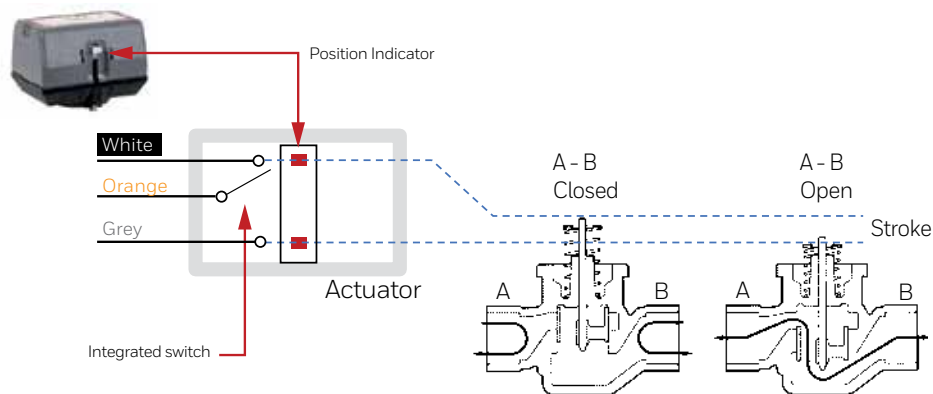 Position Indicator
White
Orange
Grey
Actuator
Integrated switch
A - B
Closed
A - B
Open
Stroke
A
B
A
B